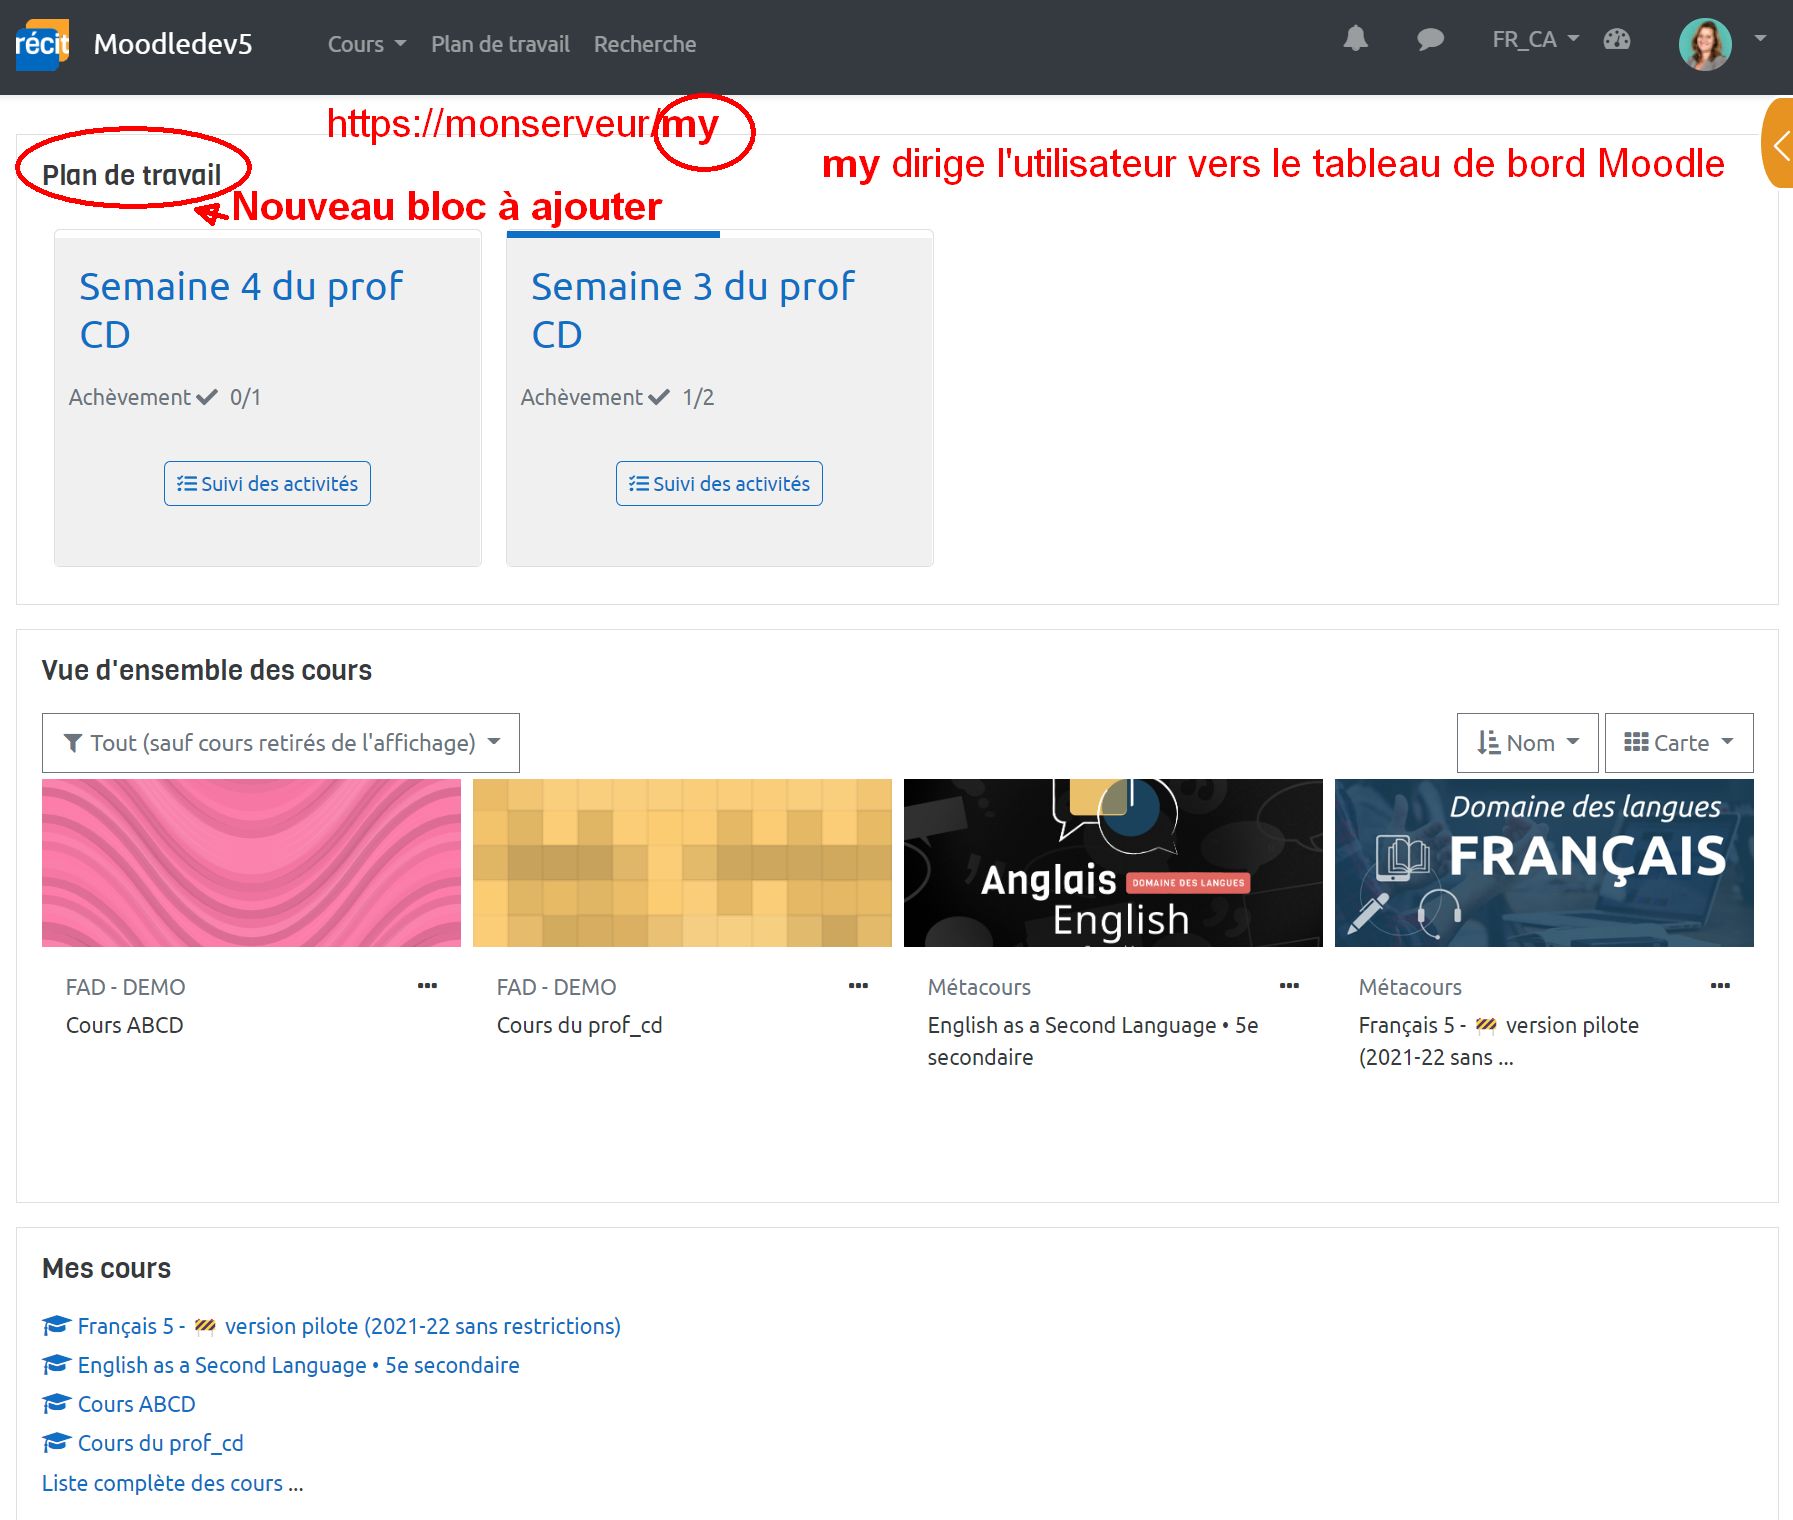 récit Moodledev5 Cours Plan de travail Recherche FR_CA
https://monserveur/my
my dirige l'utilisateur vers le tableau de bord Moodle
Plan de travail
Nouveau bloc à ajouter
Semaine 4 du prof
CD
Achèvement 0/1
Suivi des activités
Semaine 3 du prof
CD
Achèvement 1/2
Suivi des activités
Vue d'ensemble des cours
Tout (sauf cours retirés de l'affichage) Nom Carte
Anglais DOMAINE DES LANGUES
English
Domaine des langues
FRANÇAIS
FAD - DEMO
Cours ABCD
FAD - DEMO
Cours du prof_cd
Métacours
English as a Second Language • 5e
secondaire
Métacours
Français 5 - 🚧 version pilote
(2021-22 sans ...
Mes cours
Français 5 - 🚧 version pilote (2021-22 sans restrictions)
English as a Second Language • 5e secondaire
Cours ABCD
Cours du prof_cd
Liste complète des cours ...